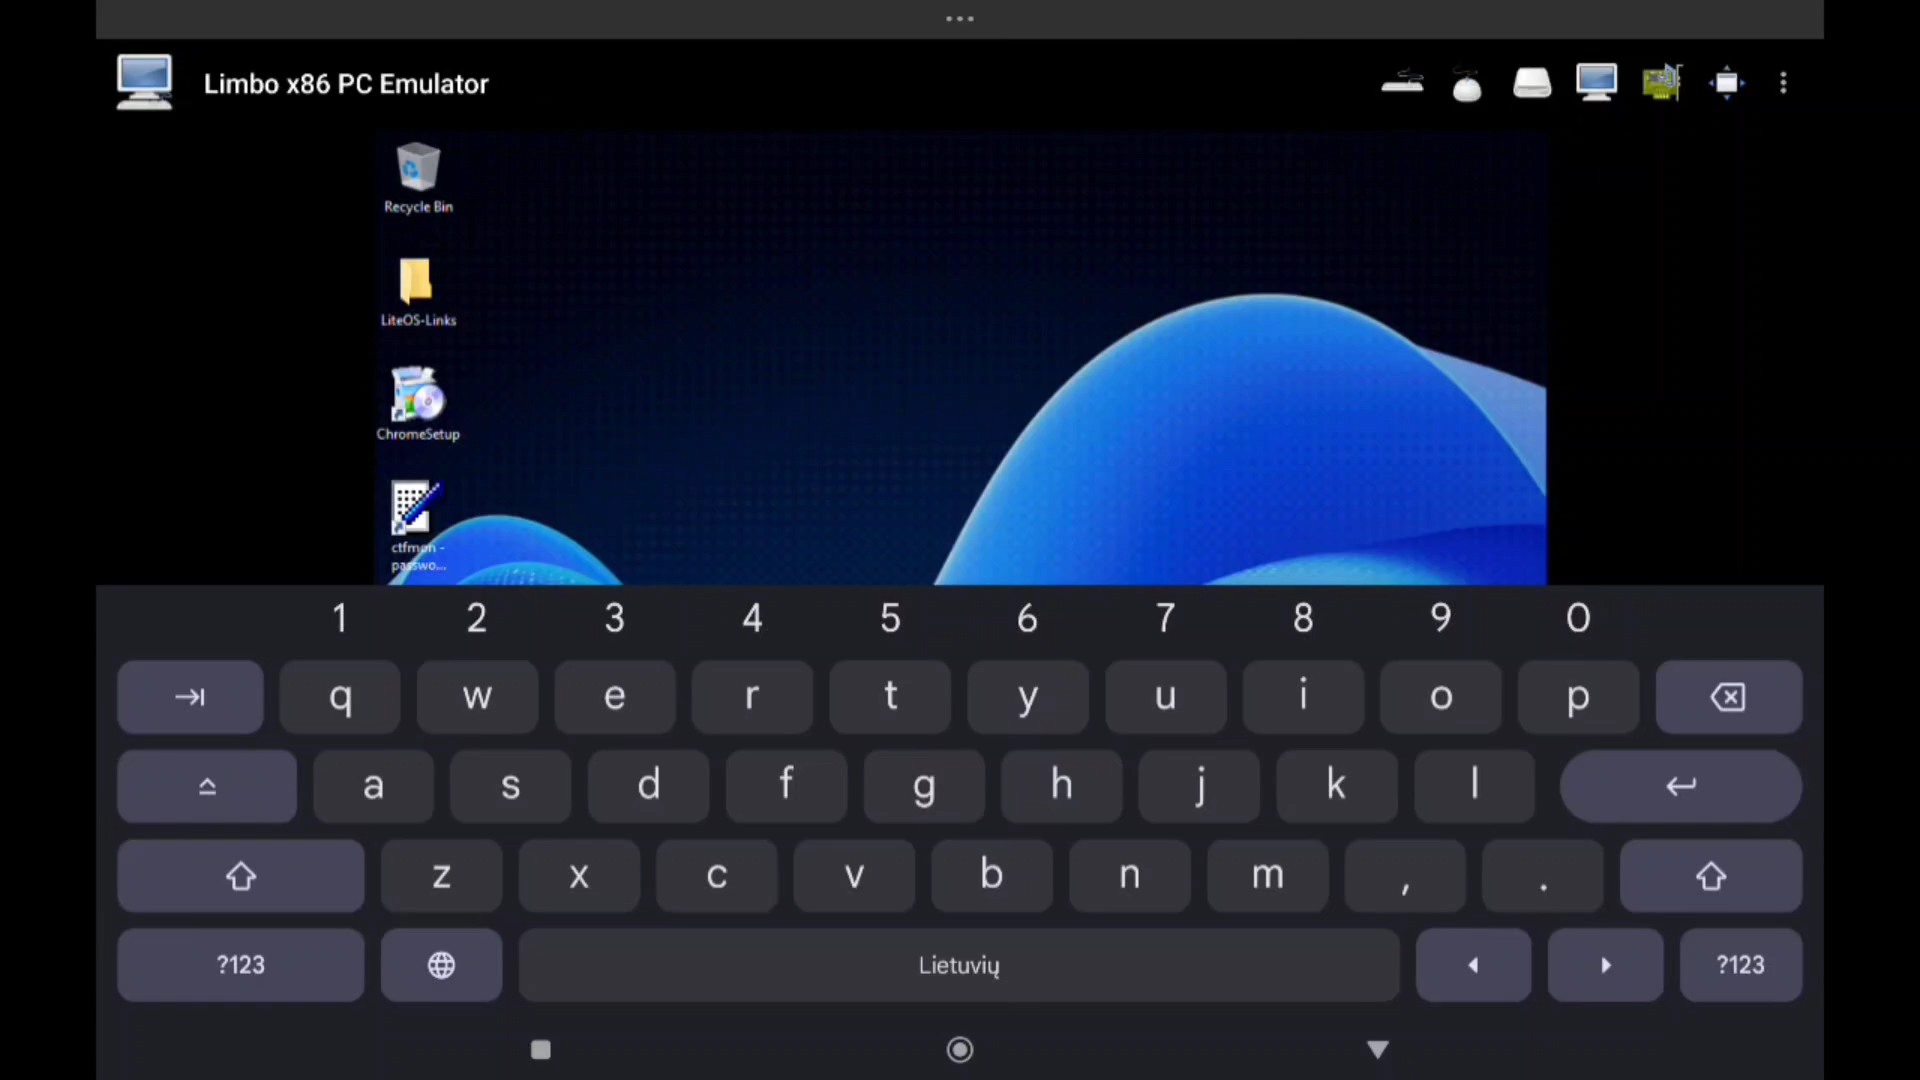 Limbo x86 PC Emulator
Recycle Bin
LiteOS-Links
ChromeSetup
ctfmon -
passwo...
1 2 3 4 5 6 7 8 9 0
q w e r t y u i o p
a s d f g h j k l
z x c v b n m , .
?123 Lietuvių ?123